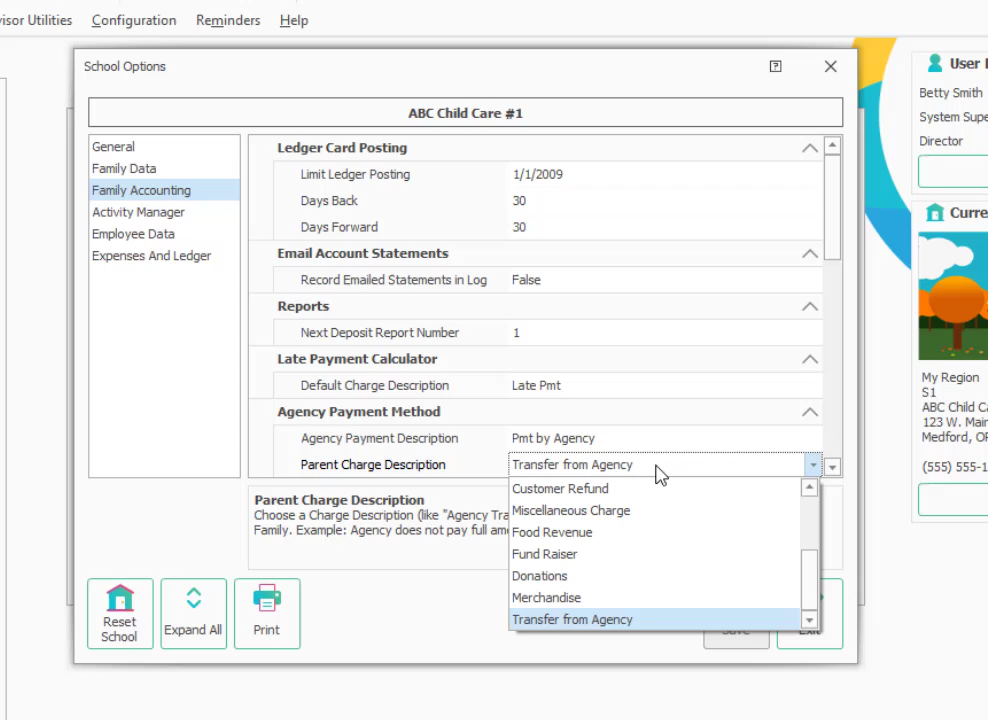 visor Utilities Configuration Reminders Help
School Options
ABC Child Care #1
General
Family Data
Family Accounting
Activity Manager
Employee Data
Expenses And Ledger
Ledger Card Posting
Limit Ledger Posting 1/1/2009
Days Back 30
Days Forward 30
Email Account Statements
Record Emailed Statements in Log False
Reports
Next Deposit Report Number 1
Late Payment Calculator
Default Charge Description Late Pmt
Agency Payment Method
Agency Payment Description Pmt by Agency
Parent Charge Description Transfer from Agency
Customer Refund
Miscellaneous Charge
Food Revenue
Fund Raiser
Donations
Merchandise
Transfer from Agency
Parent Charge Description
Choose a Charge Description (like "Agency Tra
Family. Example: Agency does not pay full am
Reset School
Expand All
Print
Save
Exit
User
Betty Smith
System Supe
Director
Curre
My Region
S1
ABC Child C
123 W. Mai
Medford, OR
(555) 555-1